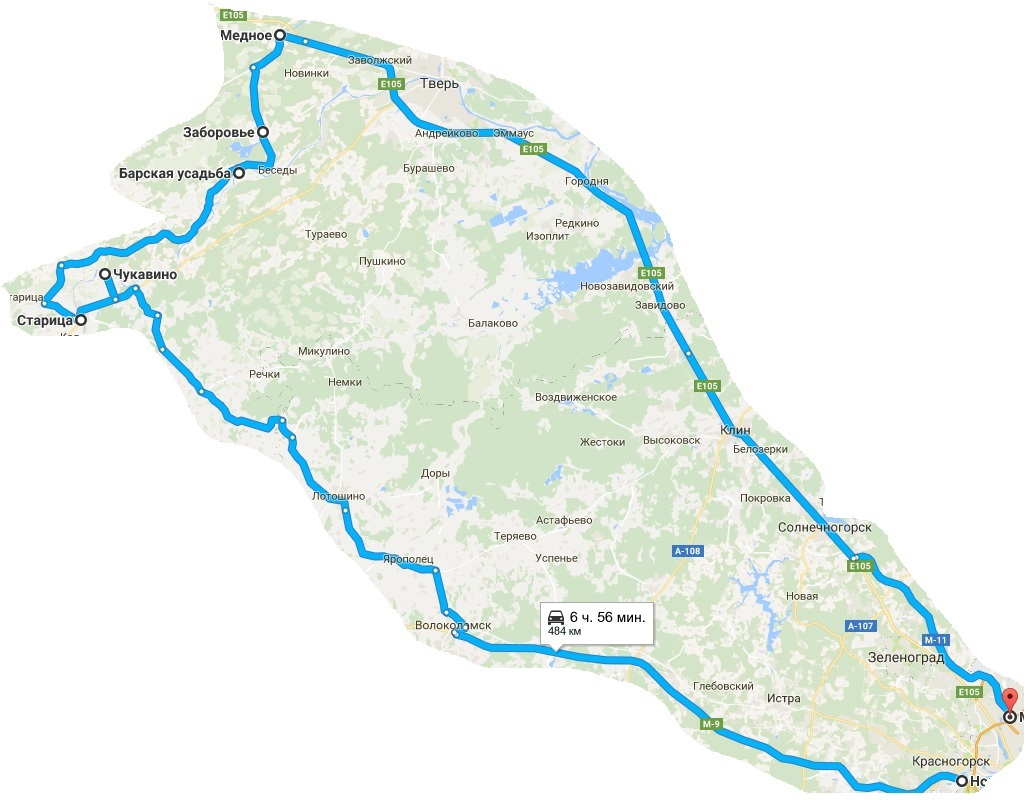 E105
Медное
Заволжский
Новинки
Тверь
E105
Заборовье
Андрейково
Эммаус
E105
Барская усадьба
Беседы
Бурашево
Городня
Редкино
Изоплит
Тураево
Пушкино
Чукавино
E105
Новозавидовский
Завидово
тарица
Старица
Балаково
Микулино
Речки
Немки
E105
Воздвиженское
Клин
Высоковск
Жестоки
Белозерки
Доры
Лотошино
Покровка
Астафьево
Солнечногорск
Теряево
А-108
Ярополец
Успенье
E105
Новая
6 ч. 56 мин.
484 км
Волоколамск
А-107
М-11
Зеленоград
Глебовский
E105
Истра
М-9
Красногорск
Но